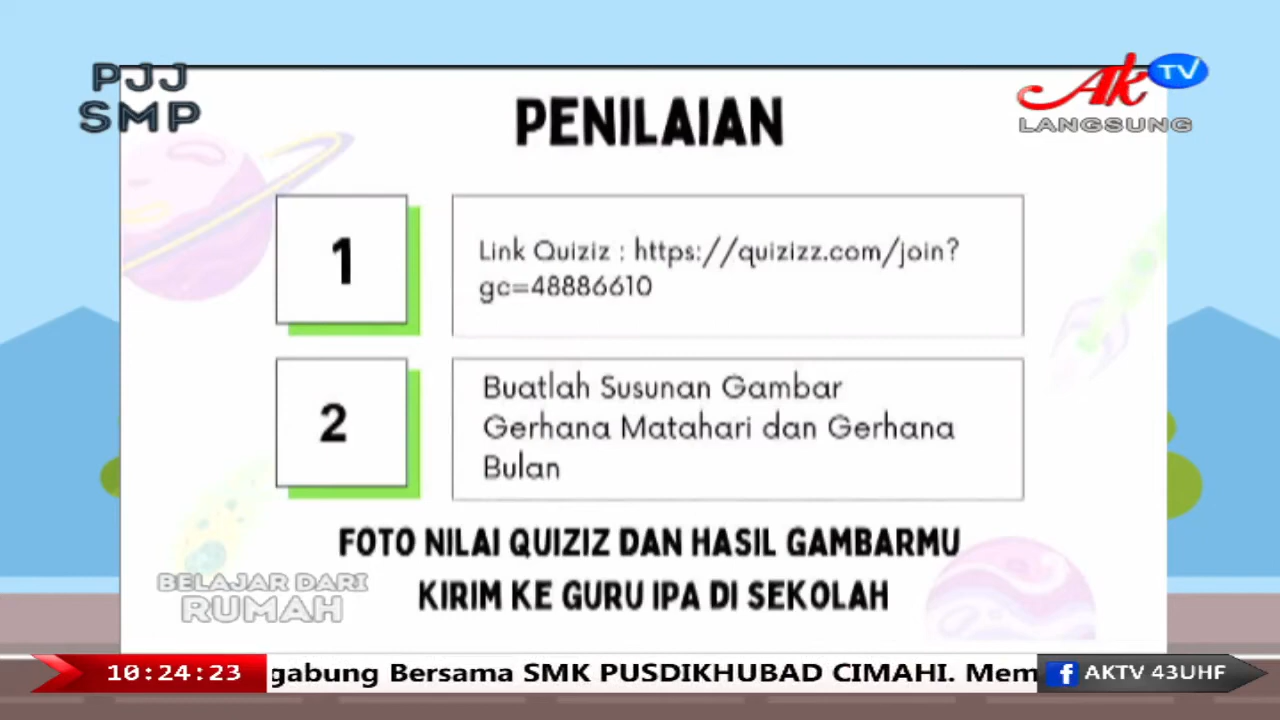 PJJ
SMP
Ak TV
LANGSUNG
PENILAIAN
1
Link Quiziz : https://quizizz.com/join?
gc=48886610
2
Buatlah Susunan Gambar
Gerhana Matahari dan Gerhana
Bulan
FOTO NILAI QUIZIZ DAN HASIL GAMBARMU
KIRIM KE GURU IPA DI SEKOLAH
BELAJAR DARI
RUMAH
10:24:23
gabung Bersama SMK PUSDIKHUBAD CIMAHI. Mem
f AKTV 43UHF